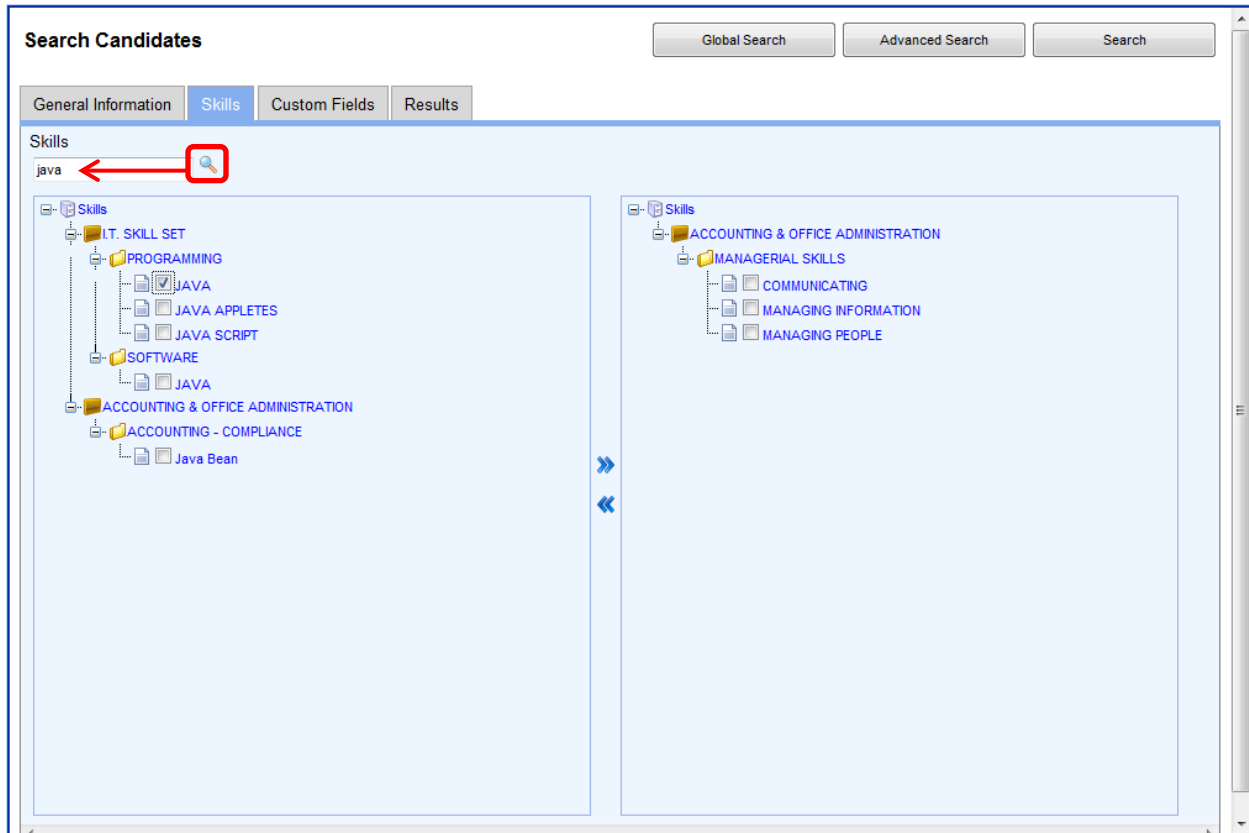 Search Candidates
Global Search
Advanced Search
Search
General Information
Skills
Custom Fields
Results
Skills
java
Skills
I.T. SKILL SET
PROGRAMMING
JAVA
JAVA APPLETES
JAVA SCRIPT
SOFTWARE
JAVA
ACCOUNTING & OFFICE ADMINISTRATION
ACCOUNTING - COMPLIANCE
Java Bean
Skills
ACCOUNTING & OFFICE ADMINISTRATION
MANAGERIAL SKILLS
COMMUNICATING
MANAGING INFORMATION
MANAGING PEOPLE